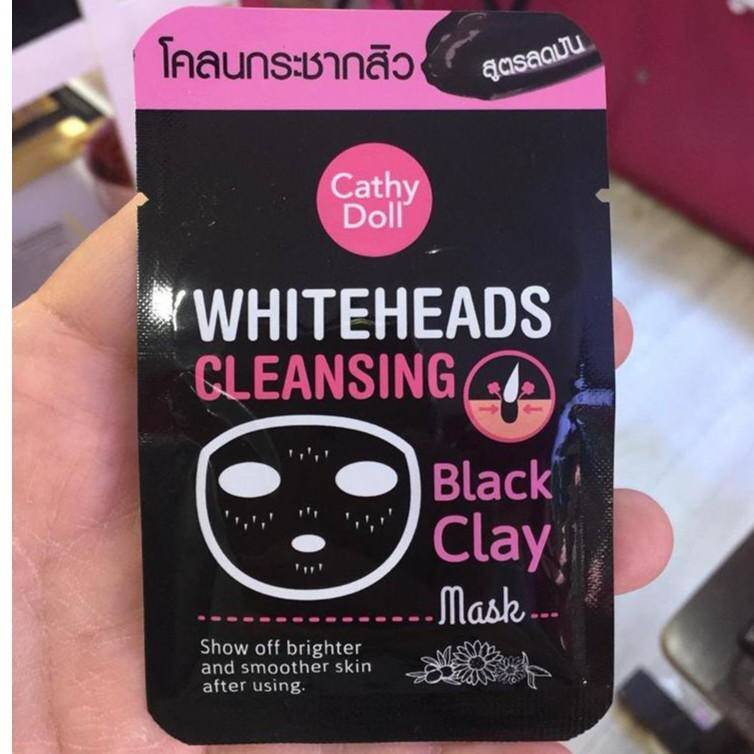 โคลนกระชากสิว
สูตรลดมัน
Cathy
Doll
WHITEHEADS
CLEANSING
Black
Clay
Mask
Show off brighter
and smoother skin
after using.